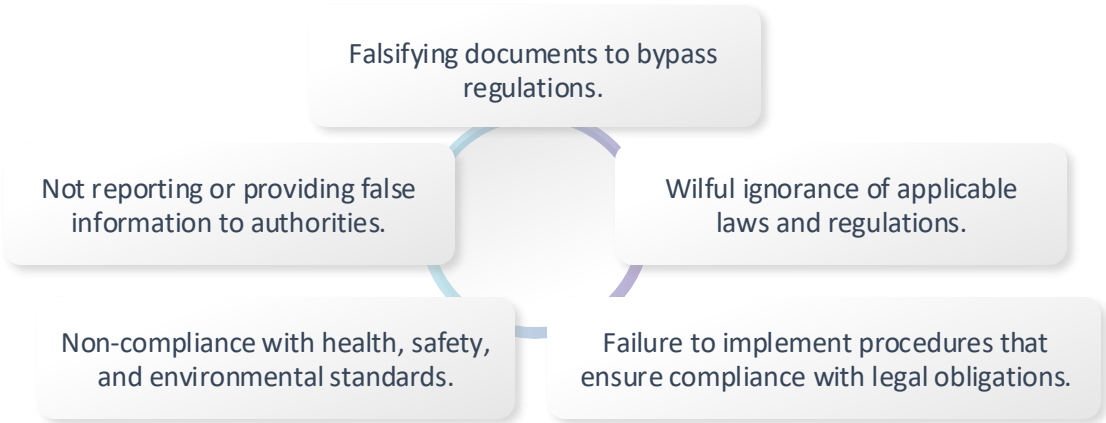 Falsifying documents to bypass
regulations.
Not reporting or providing false
information to authorities.
Wilful ignorance of applicable
laws and regulations.
Non-compliance with health, safety,
and environmental standards.
Failure to implement procedures that
ensure compliance with legal obligations.